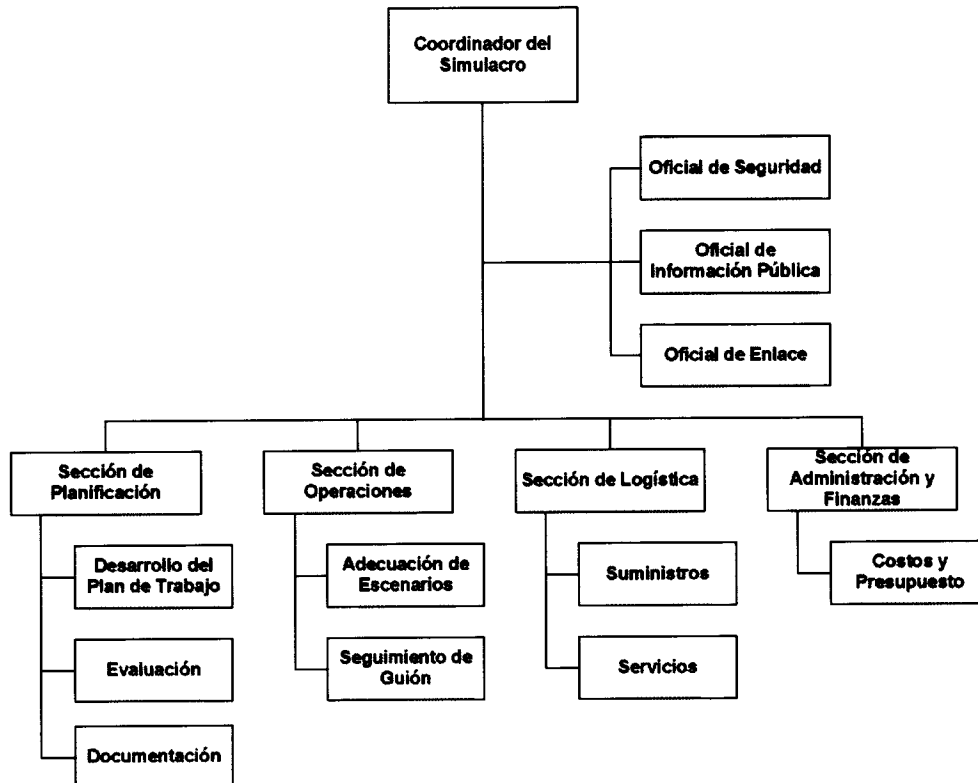 Coordinador del
Simulacro
Oficial de Seguridad
Oficial de
Información Pública
Oficial de Enlace
Sección de
Planificación
Sección de
Operaciones
Sección de Logística
Sección de
Administración y
Finanzas
Desarrollo del
Plan de Trabajo
Adecuación de
Escenarios
Suministros
Costos y
Presupuesto
Evaluación
Seguimiento de
Guión
Servicios
Documentación